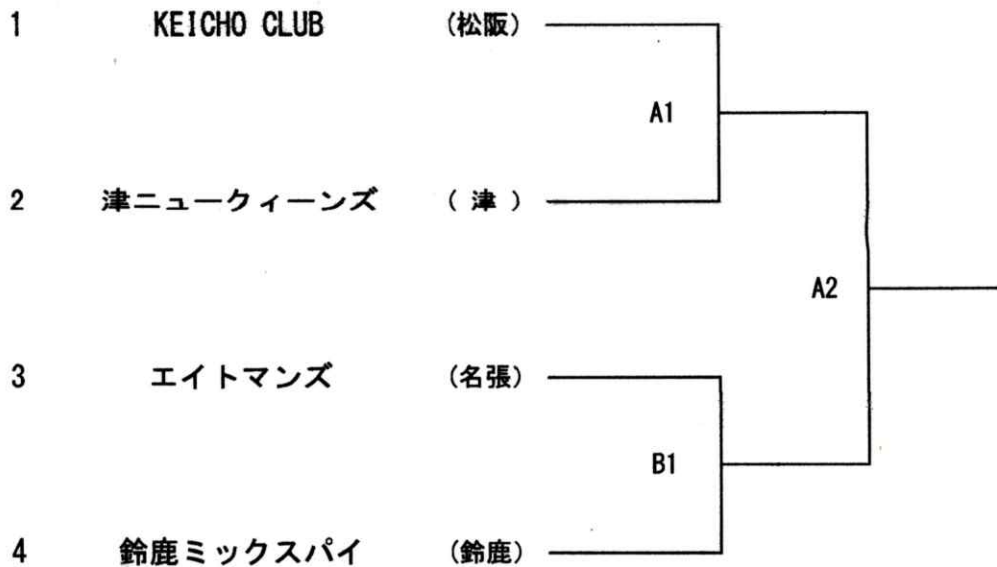 1 KEICHO CLUB (松阪)
A1
2 津ニュークィーンズ (津)
A2
3 エイトマンズ (名張)
B1
4 鈴鹿ミックスパイ (鈴鹿)